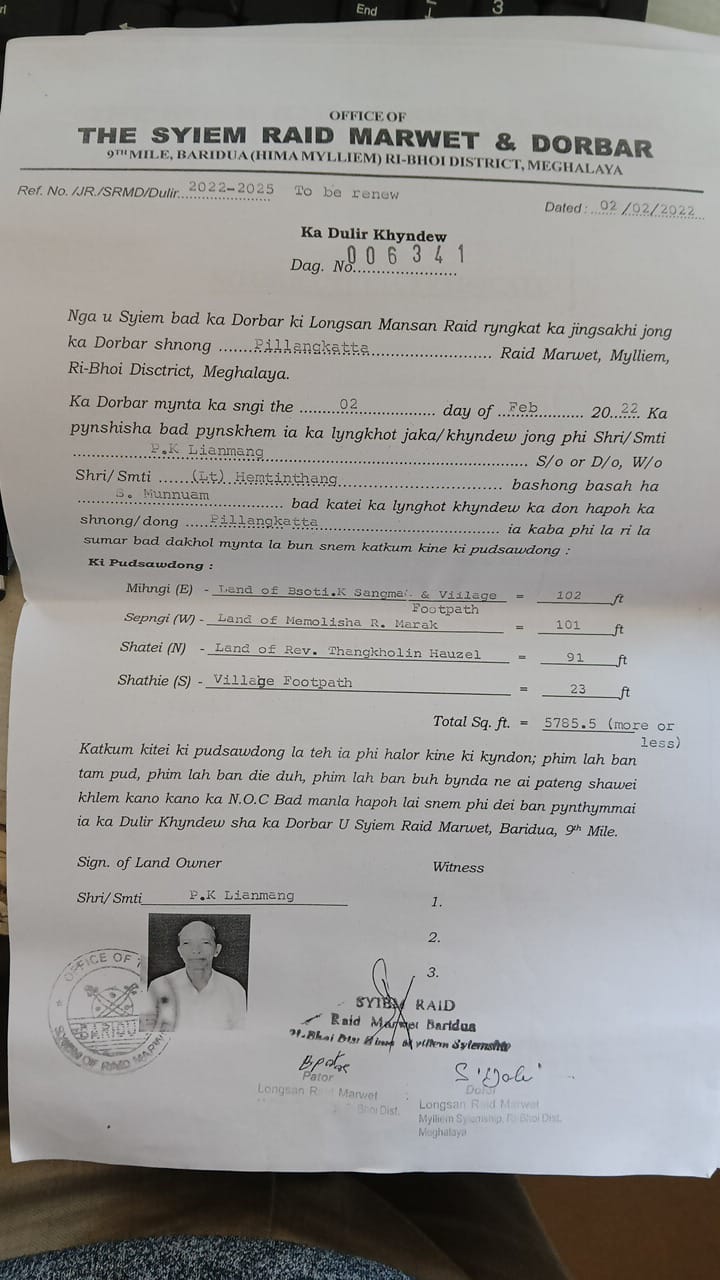 End
3
OFFICE OF
THE SYIEM RAID MARWET & DORBAR
9TH MILE, BARIDUA (HIMA MYLLIEM) RI-BHOI DISTRICT, MEGHALAYA
Ref. No. /JR./SRMD/Dulir..2022-2025 To be renew
Dated : ..02 /02/2022...
Ka Dulir Khyndew
Dag. No. 006341
Nga u Syiem bad ka Dorbar ki Longsan Mansan Raid ryngkat ka jingsakhi jong
ka Dorbar shnong ......Pillangkatta........................ Raid Marwet, Mylliem,
Ri-Bhoi Disctrict, Meghalaya.
Ka Dorbar mynta ka sngi the .......02............. day of ..Feb.......... 20..22 Ka
pynshisha bad pynskhem ia ka lyngkhot jaka/khyndew jong phi Shri/Smti
............P.K Lianmang............................................. S/o or D/o, W/o
Shri/Smti ......(Lt) Hemtinthang............................ bashong basah ha
......S. Munnuam............. bad katei ka lynghot khyndew ka don hapoh ka
shnong/dong ....Pillangkatta............................... ia kaba phi la ri la
sumar bad dakhol mynta la bun snem katkum kine ki pudsawdong :
Ki Pudsawdong :
Mihngi (E) - Land of Bsoti.K Sangma. & Village Footpath = 102 ft
Sepngi (W) - Land of Memolisha R. Marak = 101 ft
Shatei (N) - Land of Rev. Thangkholin Hauzel = 91 ft
Shathie (S) - Village Footpath = 23 ft
Total Sq. ft. = 5785.5 (more or less)
Katkum kitei ki pudsawdong la teh ia phi halor kine ki kyndon; phim lah ban
tam pud, phim lah ban die duh, phim lah ban buh bynda ne ai pateng shawei
khlem kano kano ka N.O.C Bad manla hapoh lai snem phi dei ban pynthymmai
ia ka Dulir Khyndew sha ka Dorbar U Syiem Raid Marwet, Baridua, 9th Mile.
Sign. of Land Owner
Witness
Shri/Smti P.K Lianmang
1.
2.
3.
OFFICE OF
BARIDU
SYIEM OF RAID MARW
SYIEM RAID
Raid Marwet Baridua
Hima Mylliem Syiemship
Pator
Longsan Raid Marwet
Bhoi Dist.
Longsan Raid Marwet
Mylliem Syiemship, Ri Bhoi Dist.
Meghalaya